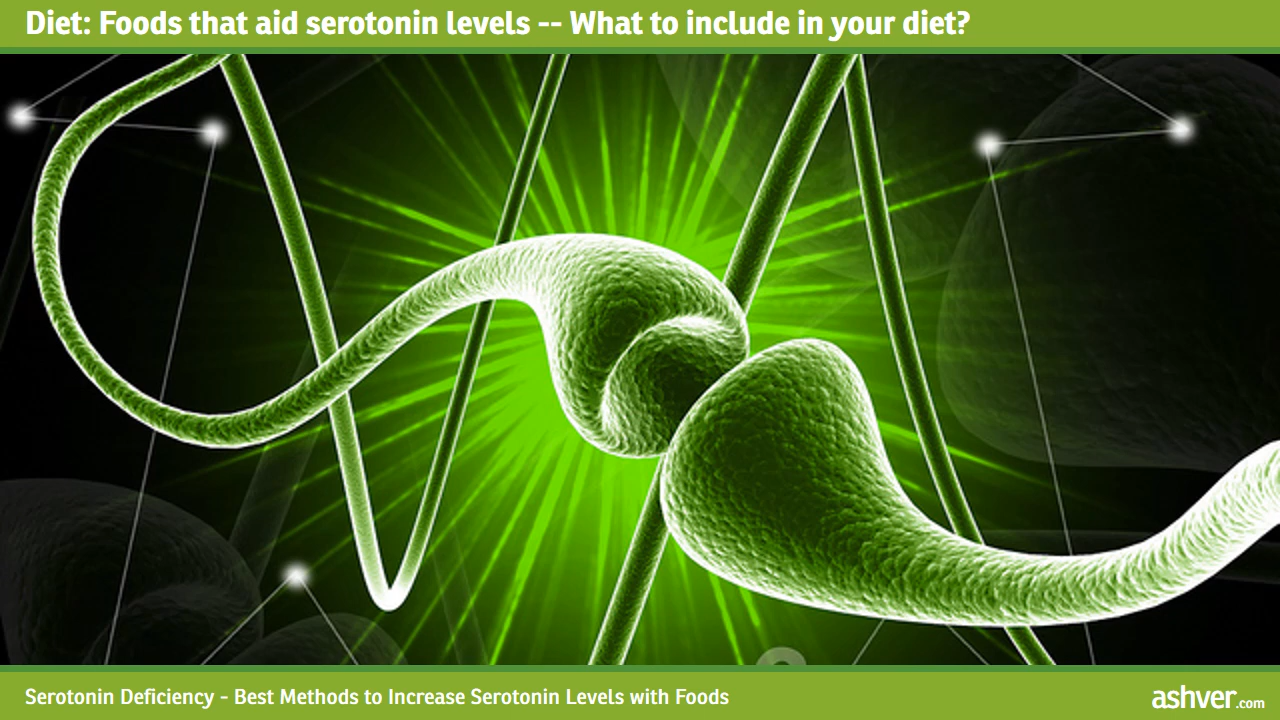 Diet: Foods that aid serotonin levels -- What to include in your diet?
Serotonin Deficiency - Best Methods to Increase Serotonin Levels with Foods
ashver.com